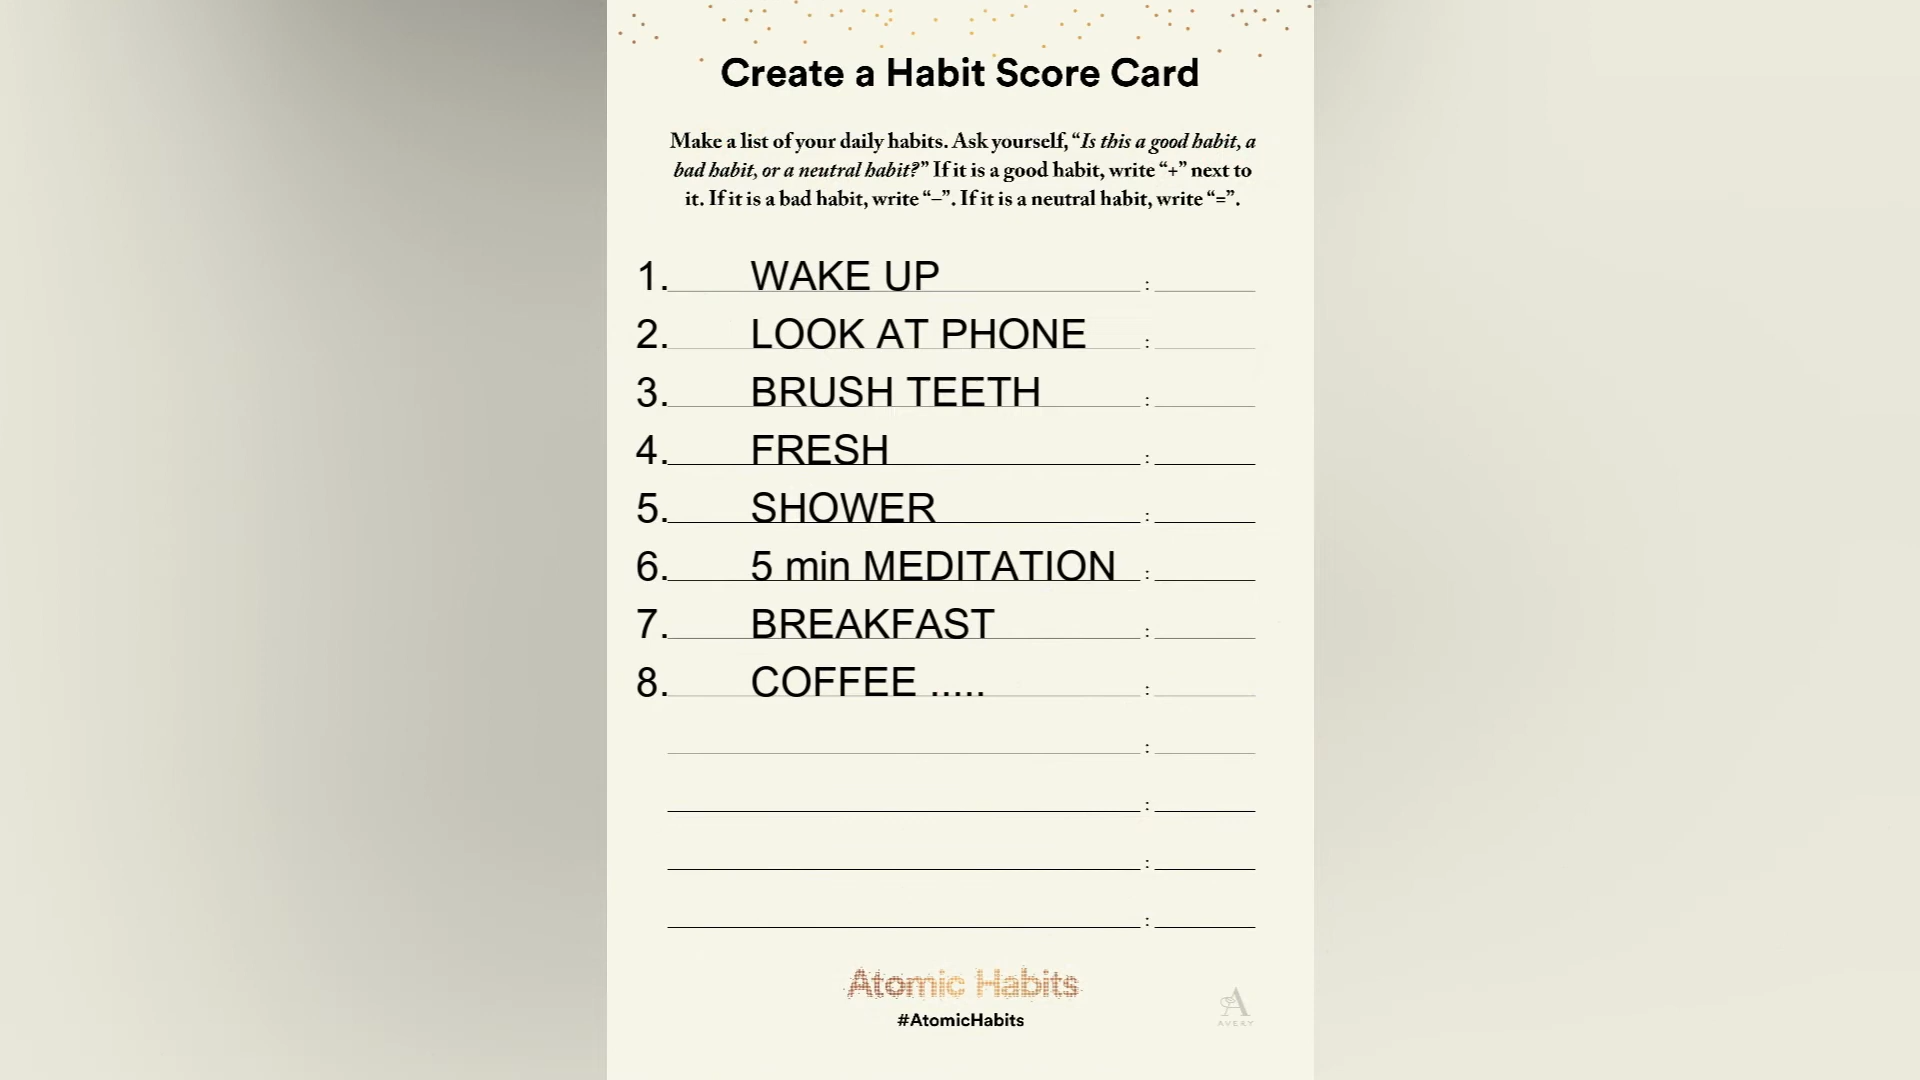 Create a Habit Score Card
Make a list of your daily habits. Ask yourself, “Is this a good habit, a
bad habit, or a neutral habit?” If it is a good habit, write “+” next to
it. If it is a bad habit, write “–”. If it is a neutral habit, write “=”.
1. WAKE UP :
2. LOOK AT PHONE :
3. BRUSH TEETH :
4. FRESH :
5. SHOWER :
6. 5 min MEDITATION :
7. BREAKFAST :
8. COFFEE ..... :
:
:
:
:
Atomic Habits
#AtomicHabits
A
AVERY